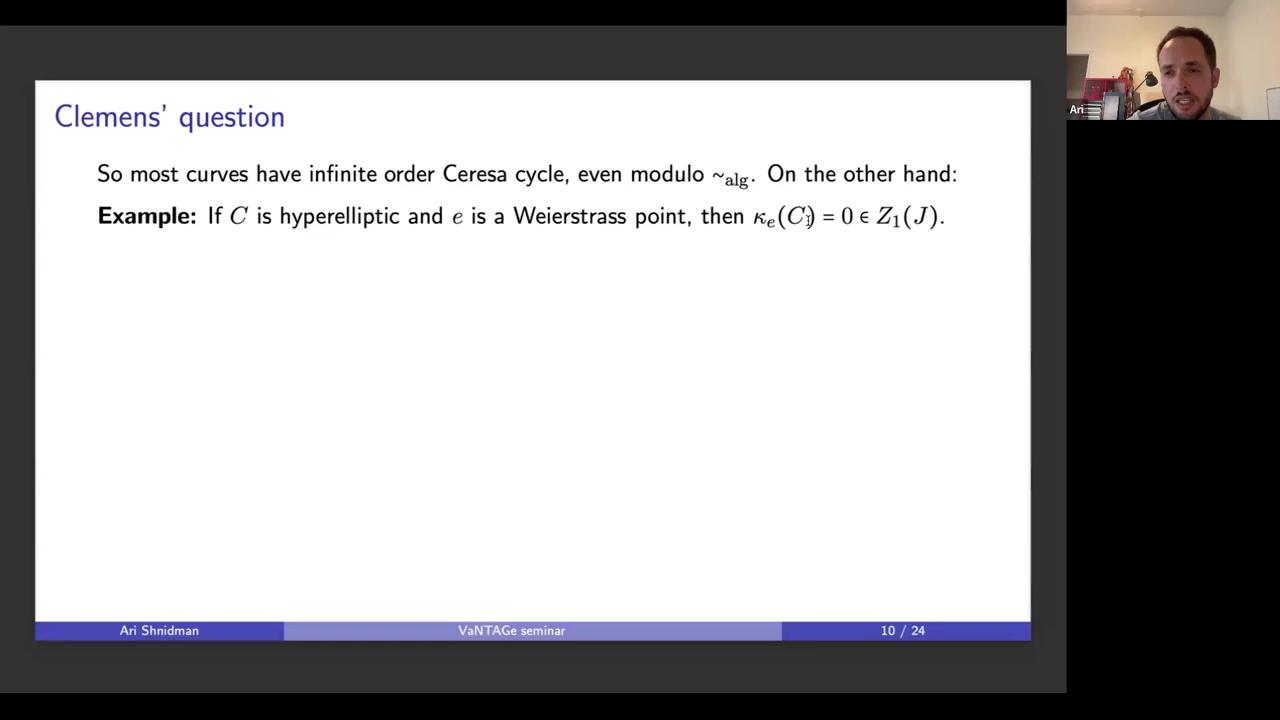 Clemens' question
So most curves have infinite order Ceresa cycle, even modulo ~alg. On the other hand:
Example: If C is hyperelliptic and e is a Weierstrass point, then κe(C) = 0 ∈ Z1(J).
Ari Shnidman VaNTAGe seminar 10 / 24
Ari